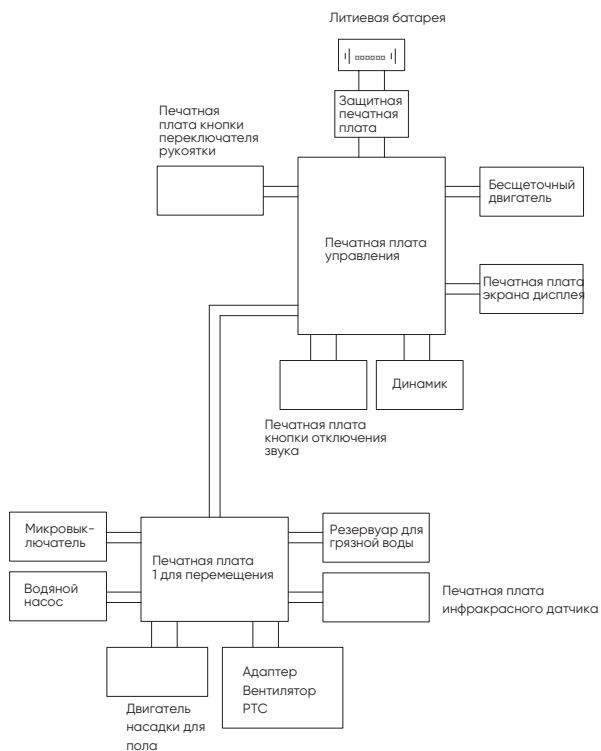 Литиевая батарея
Защитная
печатная
плата
Печатная
плата кнопки
переключателя
рукоятки
Бесщеточный
двигатель
Печатная плата
управления
Печатная плата
экрана дисплея
Динамик
Печатная плата
кнопки отключения
звука
Микровык-
лючатель
Резервуар для
грязной воды
Печатная плата
1 для перемещения
Водяной
насос
Печатная плата
инфракрасного датчика
Двигатель
насадки для
пола
Адаптер
Вентилятор
PTC